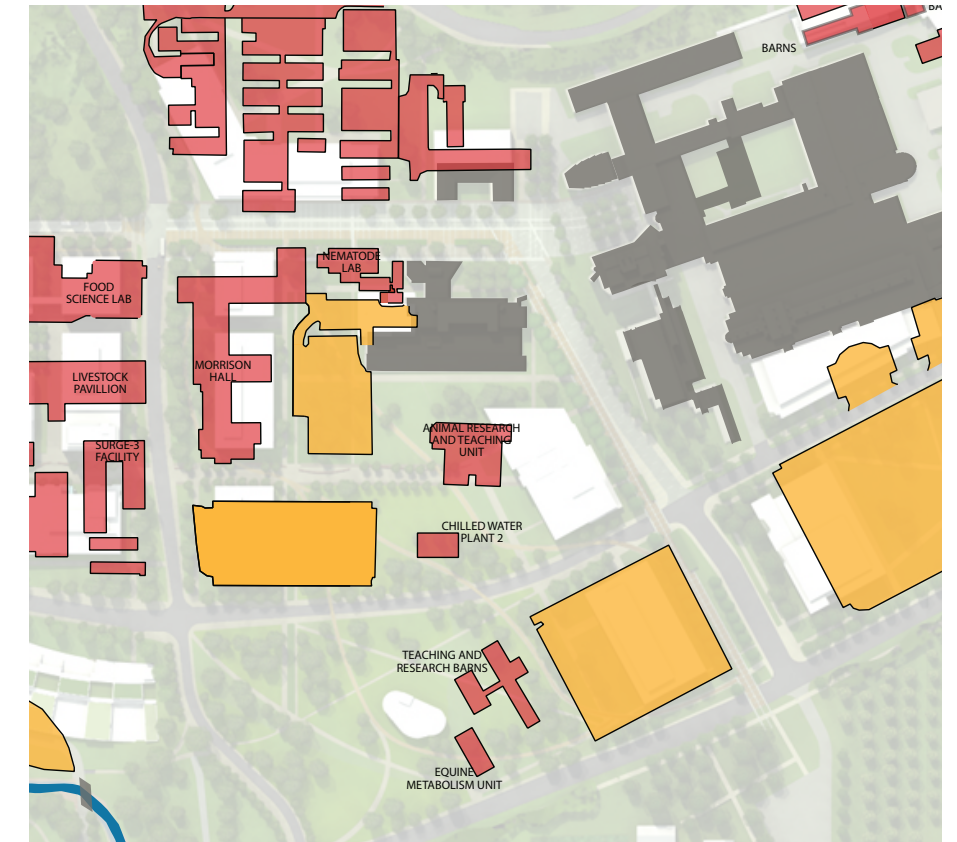 BA
BARNS
NEMATODE
LAB
FOOD
SCIENCE LAB
MORRISON
HALL
LIVESTOCK
PAVILLION
ANIMAL RESEARCH
AND TEACHING
UNIT
SURGE-3
FACILITY
CHILLED WATER
PLANT 2
TEACHING AND
RESEARCH BARNS
EQUINE
METABOLISM UNIT